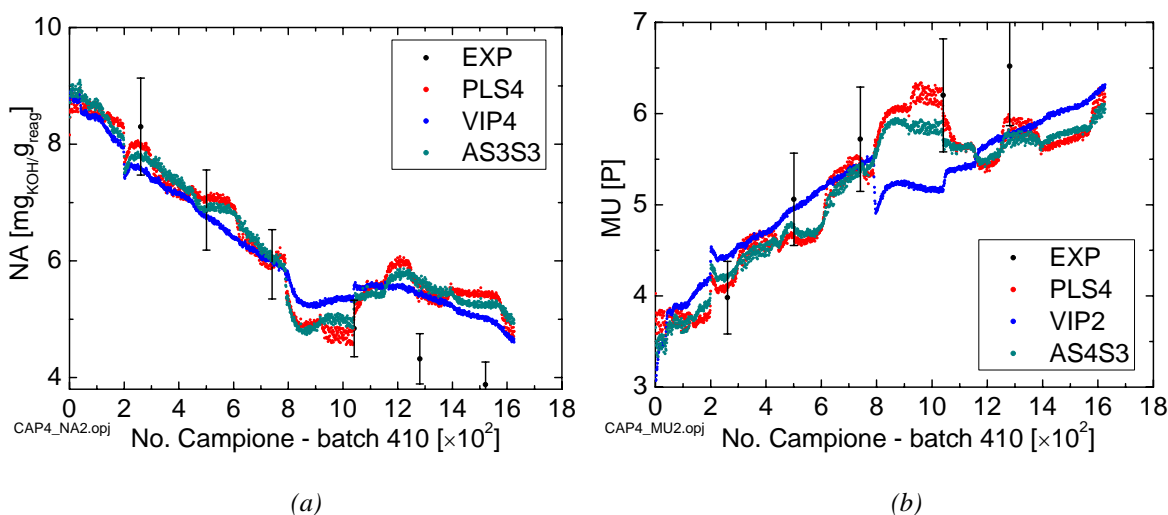 10
8
6
4
NA [mg_KOH/g_reag]
EXP
PLS4
VIP4
AS3S3
0 2 4 6 8 10 12 14 16 18
CAP4_NA2.opj
No. Campione - batch 410 [×10²]
(a)
7
6
5
4
3
MU [P]
EXP
PLS4
VIP2
AS4S3
0 2 4 6 8 10 12 14 16 18
CAP4_MU2.opj
No. Campione - batch 410 [×10²]
(b)